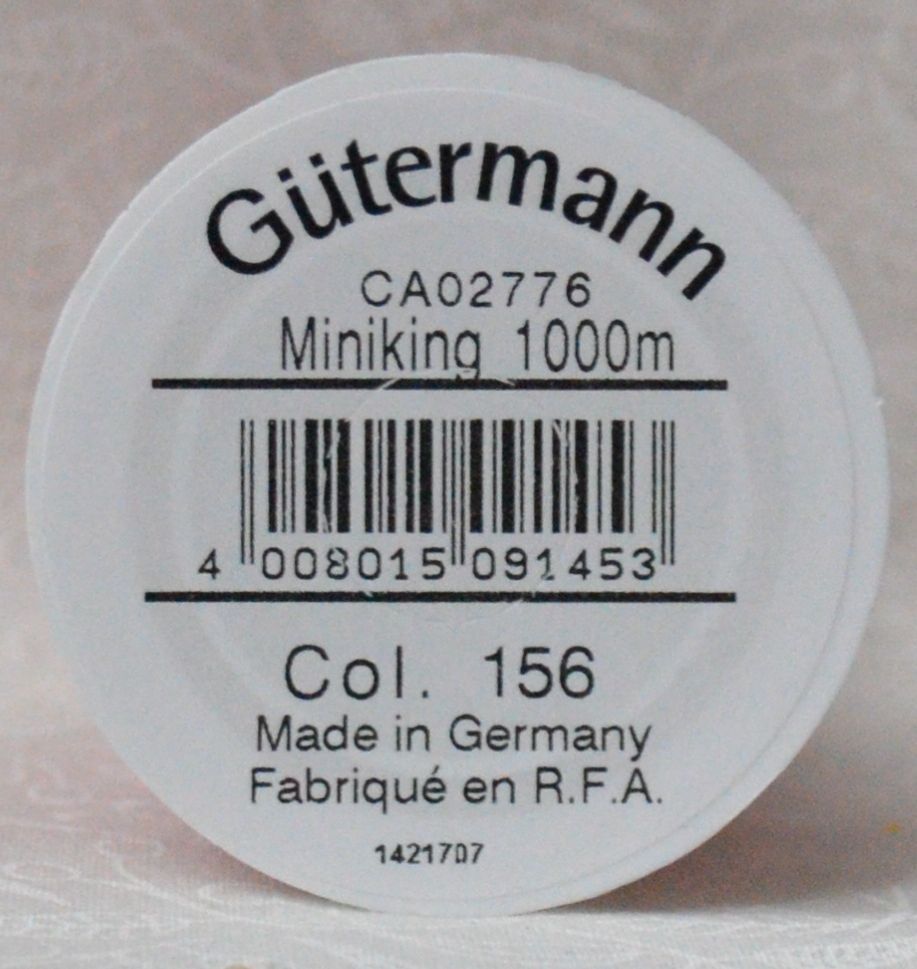 Gütermann
CA02776
Miniking 1000m
4 008015 091453
Col. 156
Made in Germany
Fabriqué en R.F.A.
1421707